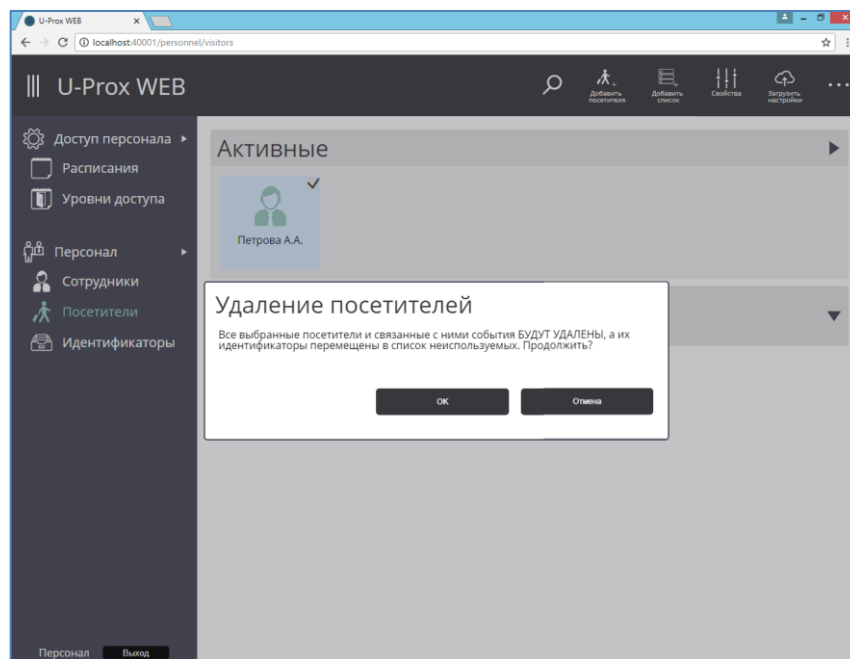 U-Prox WEB
localhost:40001/personnel/visitors
U-Prox WEB
Добавить
посетителя
Добавить
список
Свойства
Загрузить
настройки
Доступ персонала
Расписания
Уровни доступа
Персонал
Сотрудники
Посетители
Идентификаторы
Активные
Петрова А.А.
Удаление посетителей
Все выбранные посетители и связанные с ними события БУДУТ УДАЛЕНЫ, а их
идентификаторы перемещены в список неиспользуемых. Продолжить?
ОК
Отмена
Персонал
Выход